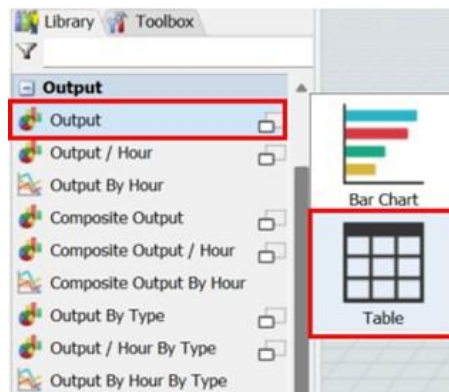 Library Toolbox
Output
Output
Output / Hour
Output By Hour
Composite Output
Composite Output / Hour
Composite Output By Hour
Output By Type
Output / Hour By Type
Output By Hour By Type
Bar Chart
Table